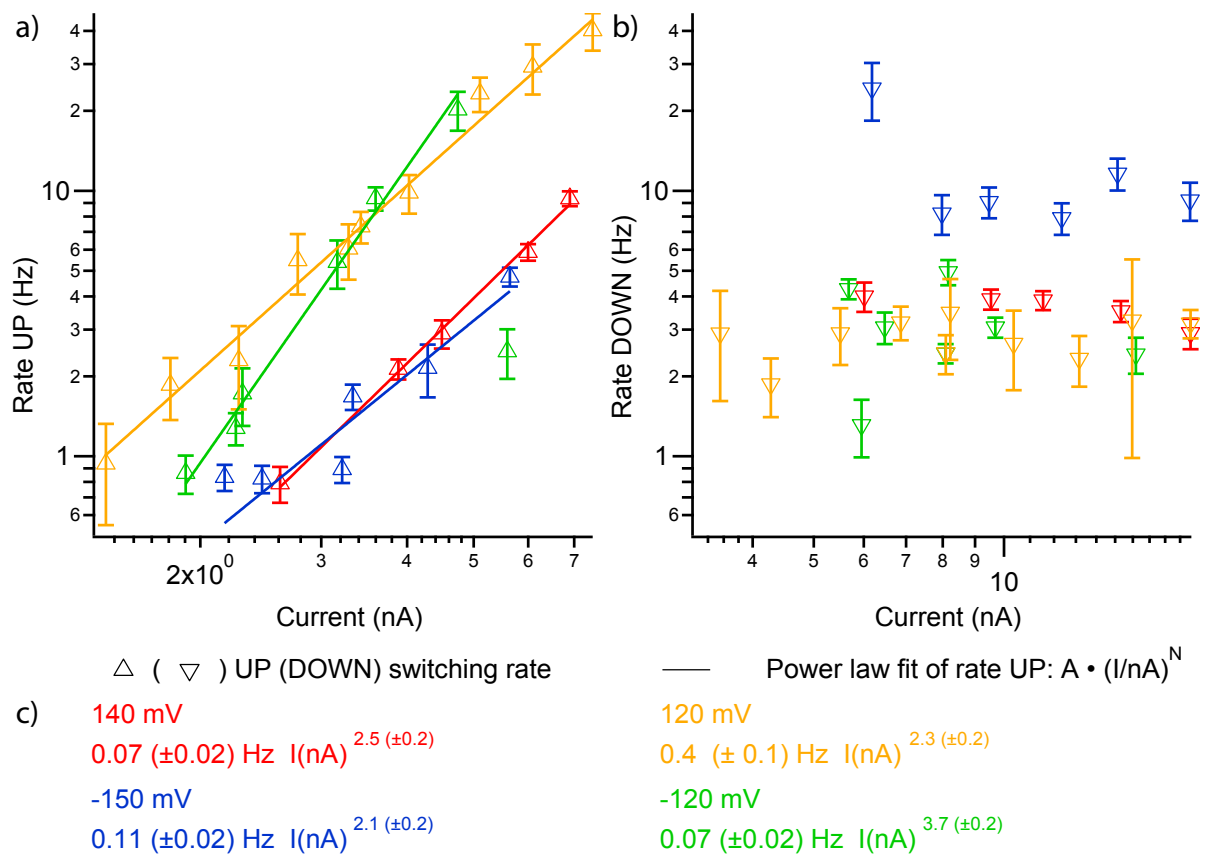 a)
b)
4
3
2
10
6
5
4
3
2
1
6
Rate UP (Hz)
2x10⁰
3
4
5
6
7
Current (nA)
4
3
2
10
6
5
4
3
2
1
6
Rate DOWN (Hz)
4
5
6
7
8
9
10
Current (nA)
△ ( ▽ ) UP (DOWN) switching rate
Power law fit of rate UP: A • (I/nA)^N
c)
140 mV
0.07 (±0.02) Hz I(nA)^2.5 (±0.2)
-150 mV
0.11 (±0.02) Hz I(nA)^2.1 (±0.2)
120 mV
0.4 (± 0.1) Hz I(nA)^2.3 (±0.2)
-120 mV
0.07 (±0.02) Hz I(nA)^3.7 (±0.2)